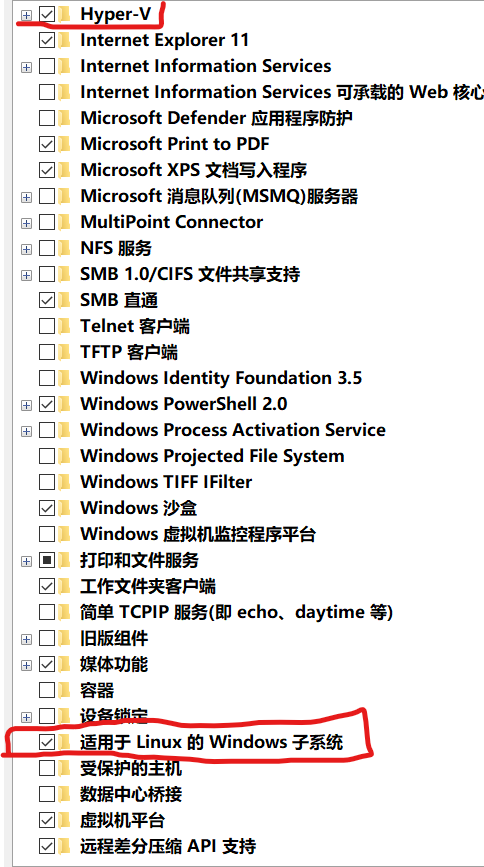 Hyper-V
Internet Explorer 11
Internet Information Services
Internet Information Services 可承载的 Web 核心
Microsoft Defender 应用程序防护
Microsoft Print to PDF
Microsoft XPS 文档写入程序
Microsoft 消息队列(MSMQ)服务器
MultiPoint Connector
NFS 服务
SMB 1.0/CIFS 文件共享支持
SMB 直通
Telnet 客户端
TFTP 客户端
Windows Identity Foundation 3.5
Windows PowerShell 2.0
Windows Process Activation Service
Windows Projected File System
Windows TIFF IFilter
Windows 沙盒
Windows 虚拟机监控程序平台
打印和文件服务
工作文件夹客户端
简单 TCPIP 服务(即 echo、daytime 等)
旧版组件
媒体功能
容器
设备锁定
适用于 Linux 的 Windows 子系统
受保护的主机
数据中心桥接
虚拟机平台
远程差分压缩 API 支持